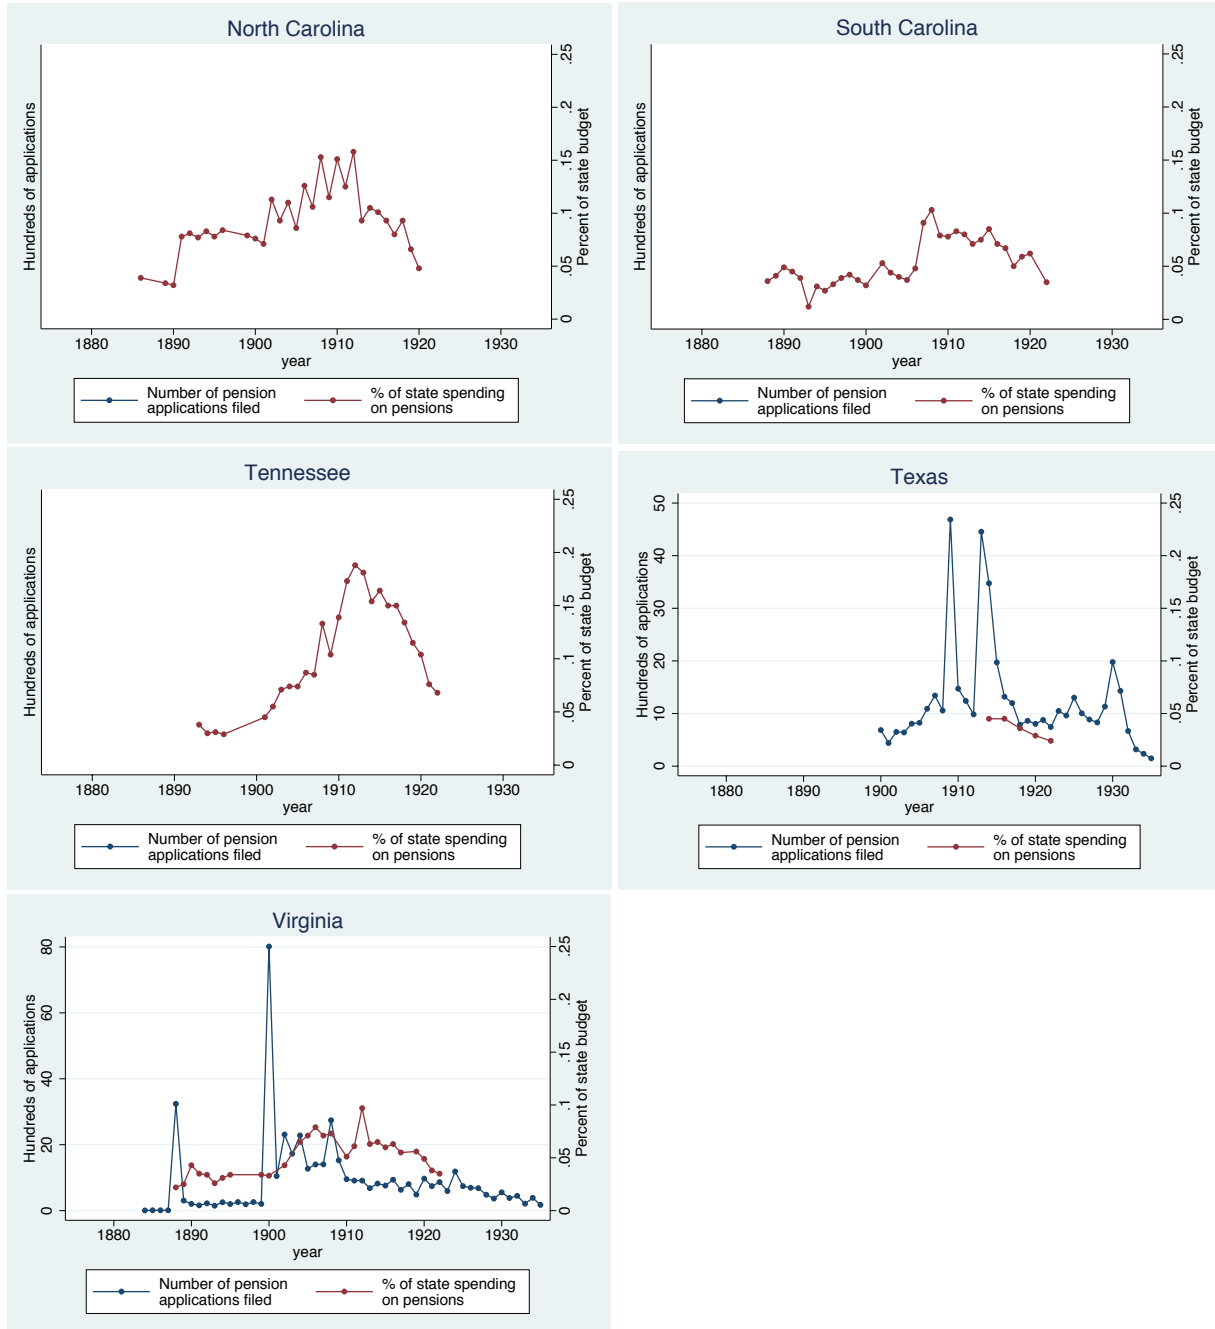 North Carolina
Hundreds of applications
0 .05 .1 .15 .2 .25
Percent of state budget
1880 1890 1900 1910 1920 1930
year
Number of pension applications filed
% of state spending on pensions
South Carolina
Hundreds of applications
0 .05 .1 .15 .2 .25
Percent of state budget
1880 1890 1900 1910 1920 1930
year
Number of pension applications filed
% of state spending on pensions
Tennessee
Hundreds of applications
0 .05 .1 .15 .2 .25
Percent of state budget
1880 1890 1900 1910 1920 1930
year
Number of pension applications filed
% of state spending on pensions
Texas
Hundreds of applications
0 10 20 30 40 50
0 .05 .1 .15 .2 .25
Percent of state budget
1880 1890 1900 1910 1920 1930
year
Number of pension applications filed
% of state spending on pensions
Virginia
Hundreds of applications
0 20 40 60 80
0 .05 .1 .15 .2 .25
Percent of state budget
1880 1890 1900 1910 1920 1930
year
Number of pension applications filed
% of state spending on pensions